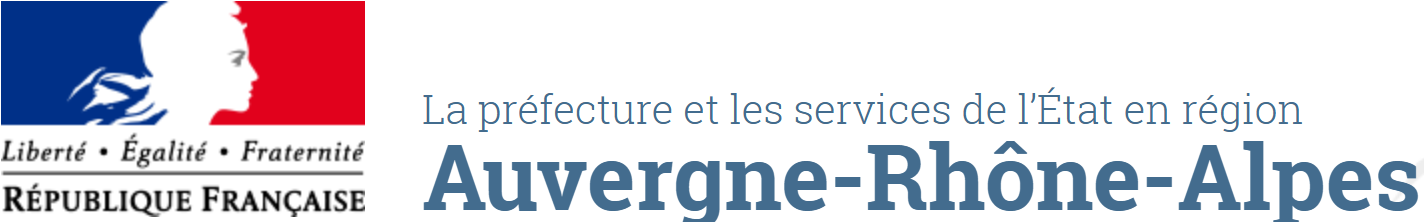 Liberté • Égalité • Fraternité
RÉPUBLIQUE FRANÇAISE
La préfecture et les services de l’État en région
Auvergne-Rhône-Alpes